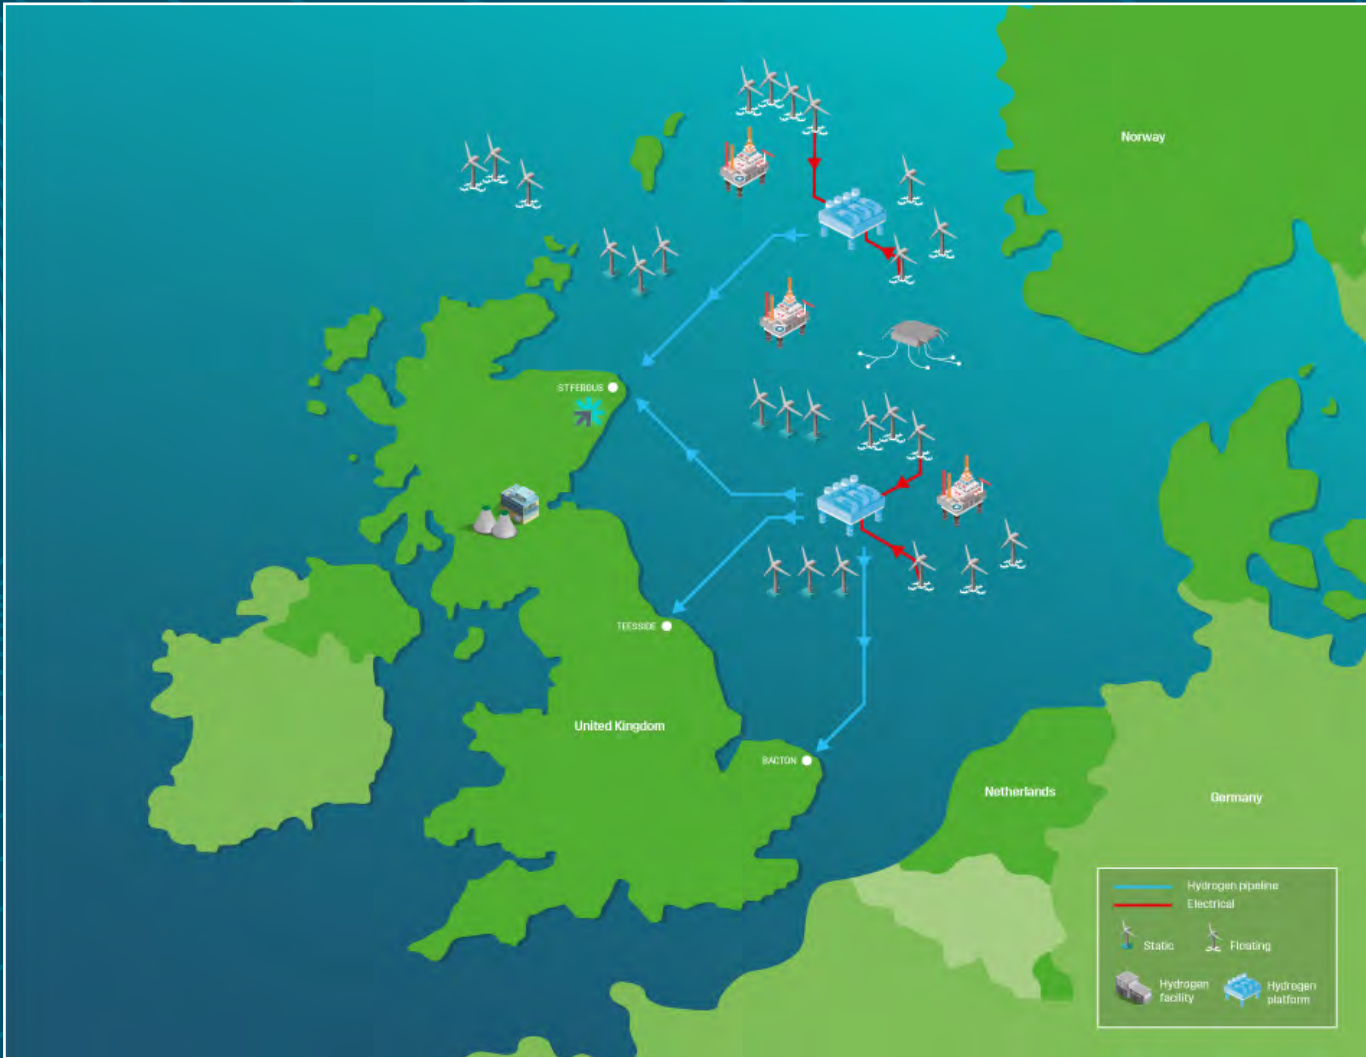 Norway
ST FERGUS
TEESSIDE
United Kingdom
BACTON
Netherlands
Germany
Hydrogen pipeline
Electrical
Static
Floating
Hydrogen
facility
Hydrogen
platform